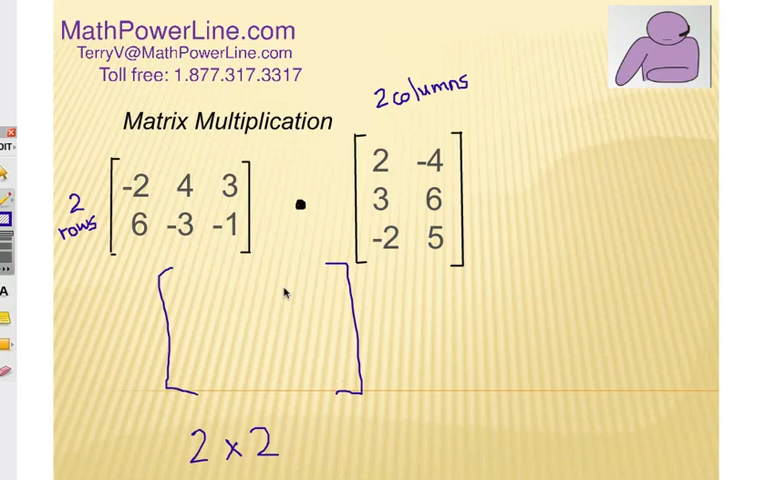 MathPowerLine.com
TerryV@MathPowerLine.com
Toll free: 1.877.317.3317
2 columns
Matrix Multiplication
2 rows
-2 4 3
6 -3 -1
•
2 -4
3 6
-2 5
2 x 2
DIT
A